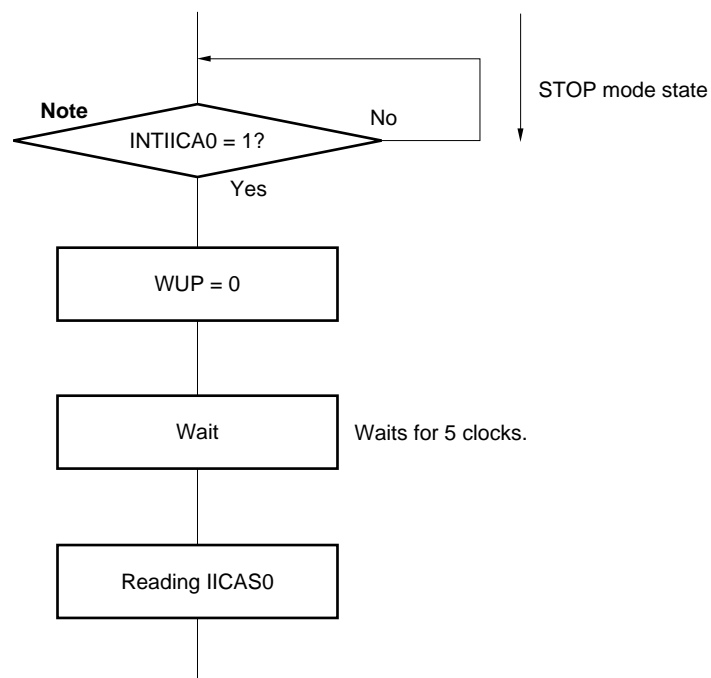 STOP mode state
Note
No
INTIICA0 = 1?
Yes
WUP = 0
Wait
Waits for 5 clocks.
Reading IICAS0